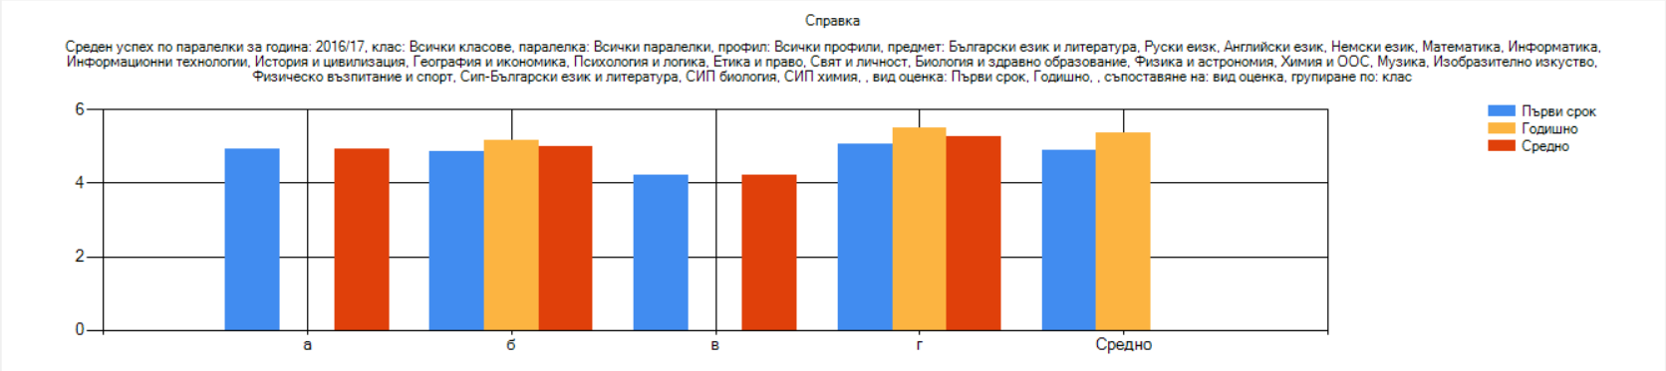 Справка
Среден успех по паралелки за година: 2016/17, клас: Всички класове, паралелка: Всички паралелки, профил: Всички профили, предмет: Български език и литература, Руски еизк, Английски език, Немски език, Математика, Информатика,
Информационни технологии, История и цивилизация, География и икономика, Психология и логика, Етика и право, Свят и личност, Биология и здравно образование, Физика и астрономия, Химия и ООС, Музика, Изобразително изкуство,
Физическо възпитание и спорт, Сип-Български език и литература, СИП биология, СИП химия, , вид оценка: Първи срок, Годишно, , съпоставяне на: вид оценка, групиране по: клас
6
4
2
0
а б в г Средно
Първи срок
Годишно
Средно